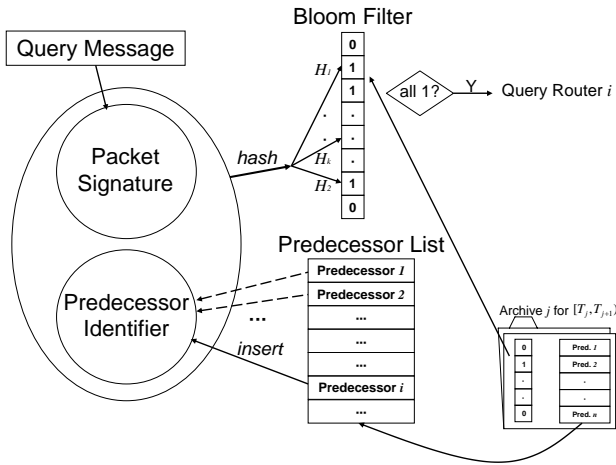 Bloom Filter
Query Message
0
1
1
.
.
.
1
0
H1
.
.
Hk
H2
all 1?
Y
Query Router i
hash
Packet
Signature
Predecessor
Identifier
Predecessor List
Predecessor 1
Predecessor 2
...
...
...
Predecessor i
...
...
insert
Archive j for [Tj, Tj+1)
0
1
.
.
0
Pred. 1
Pred. 2
.
.
Pred. n